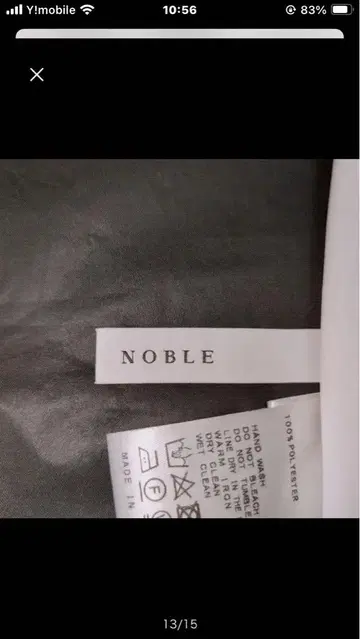 Y!mobile 10:56 83%
NOBLE
100% POLYESTER
HAND WASH
DO NOT BLEACH
DO NOT TUMBLE
LINE DRY IN THE
WARM IRON
DRY CLEAN
WET CLEAN
MADE IN
13/15